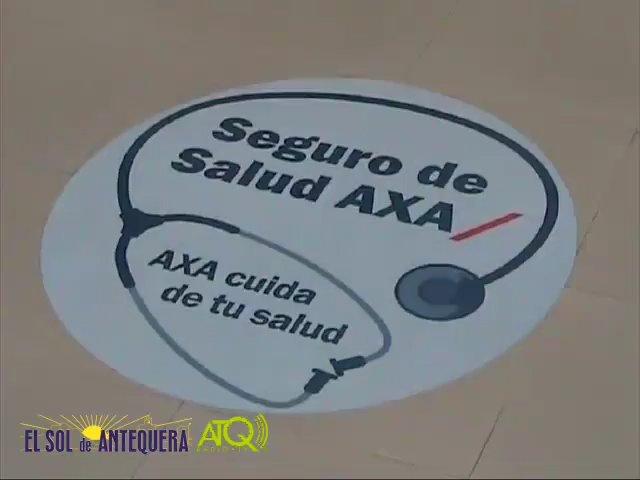 Seguro de
Salud AXA
AXA cuida
de tu salud
EL SOL de ANTEQUERA
ATQ